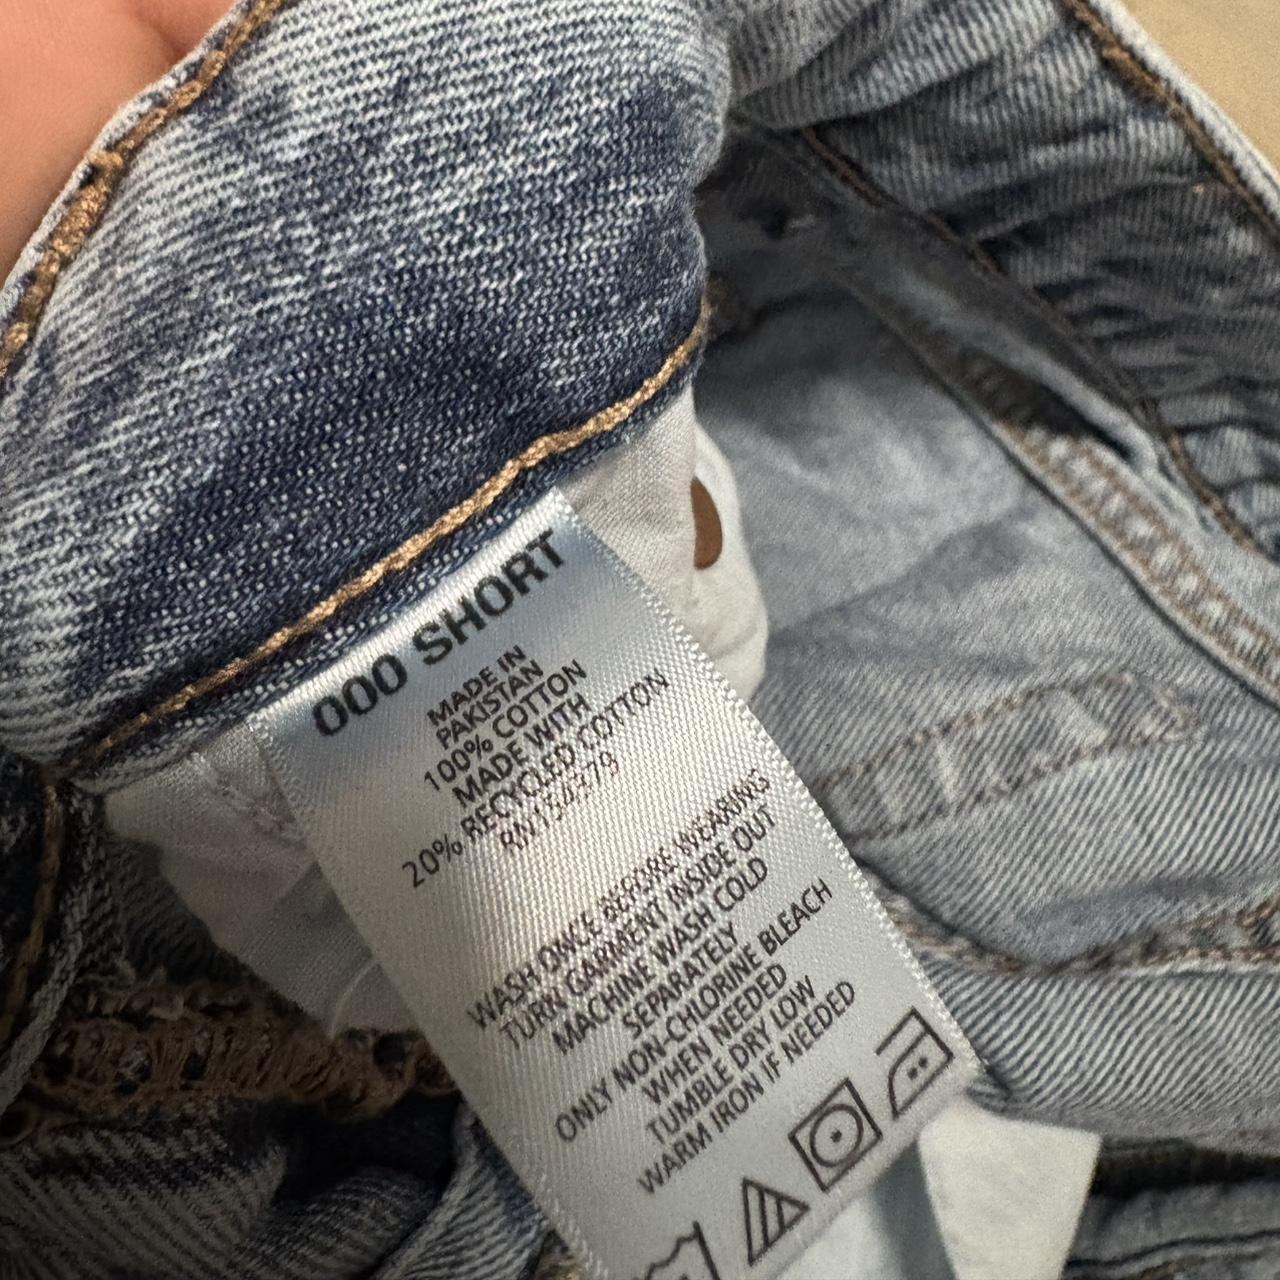 000 SHORT
MADE IN
PAKISTAN
100% COTTON
MADE WITH
20% RECYCLED COTTON
RN154379
WASH ONCE BEFORE WEARING
TURN GARMENT INSIDE OUT
MACHINE WASH COLD
SEPARATELY
ONLY NON-CHLORINE BLEACH
WHEN NEEDED
TUMBLE DRY LOW
WARM IRON IF NEEDED